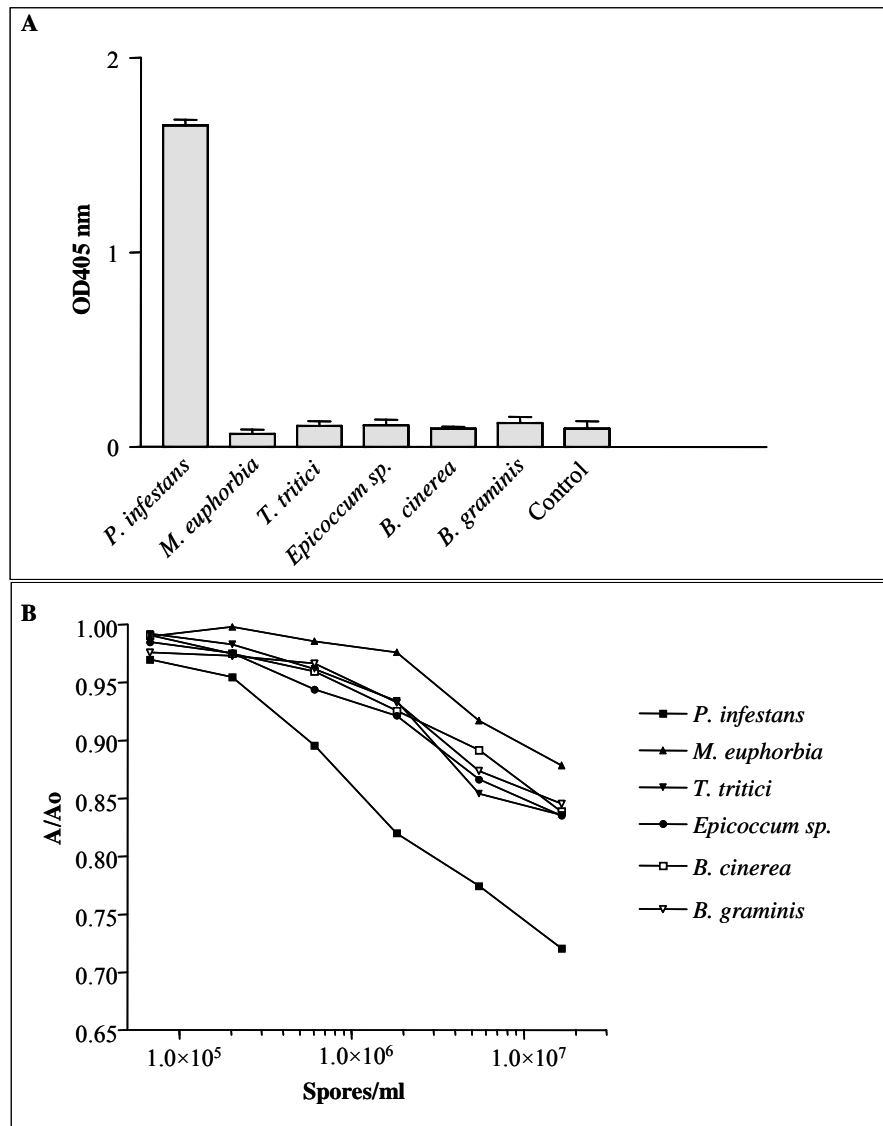 A
2
1
0
OD405 nm
P. infestans
M. euphorbia
T. tritici
Epicoccum sp.
B. cinerea
B. graminis
Control
B
1.00
0.95
0.90
0.85
0.80
0.75
0.70
0.65
A/Ao
1.0×10⁵
1.0×10⁶
1.0×10⁷
Spores/ml
P. infestans
M. euphorbia
T. tritici
Epicoccum sp.
B. cinerea
B. graminis